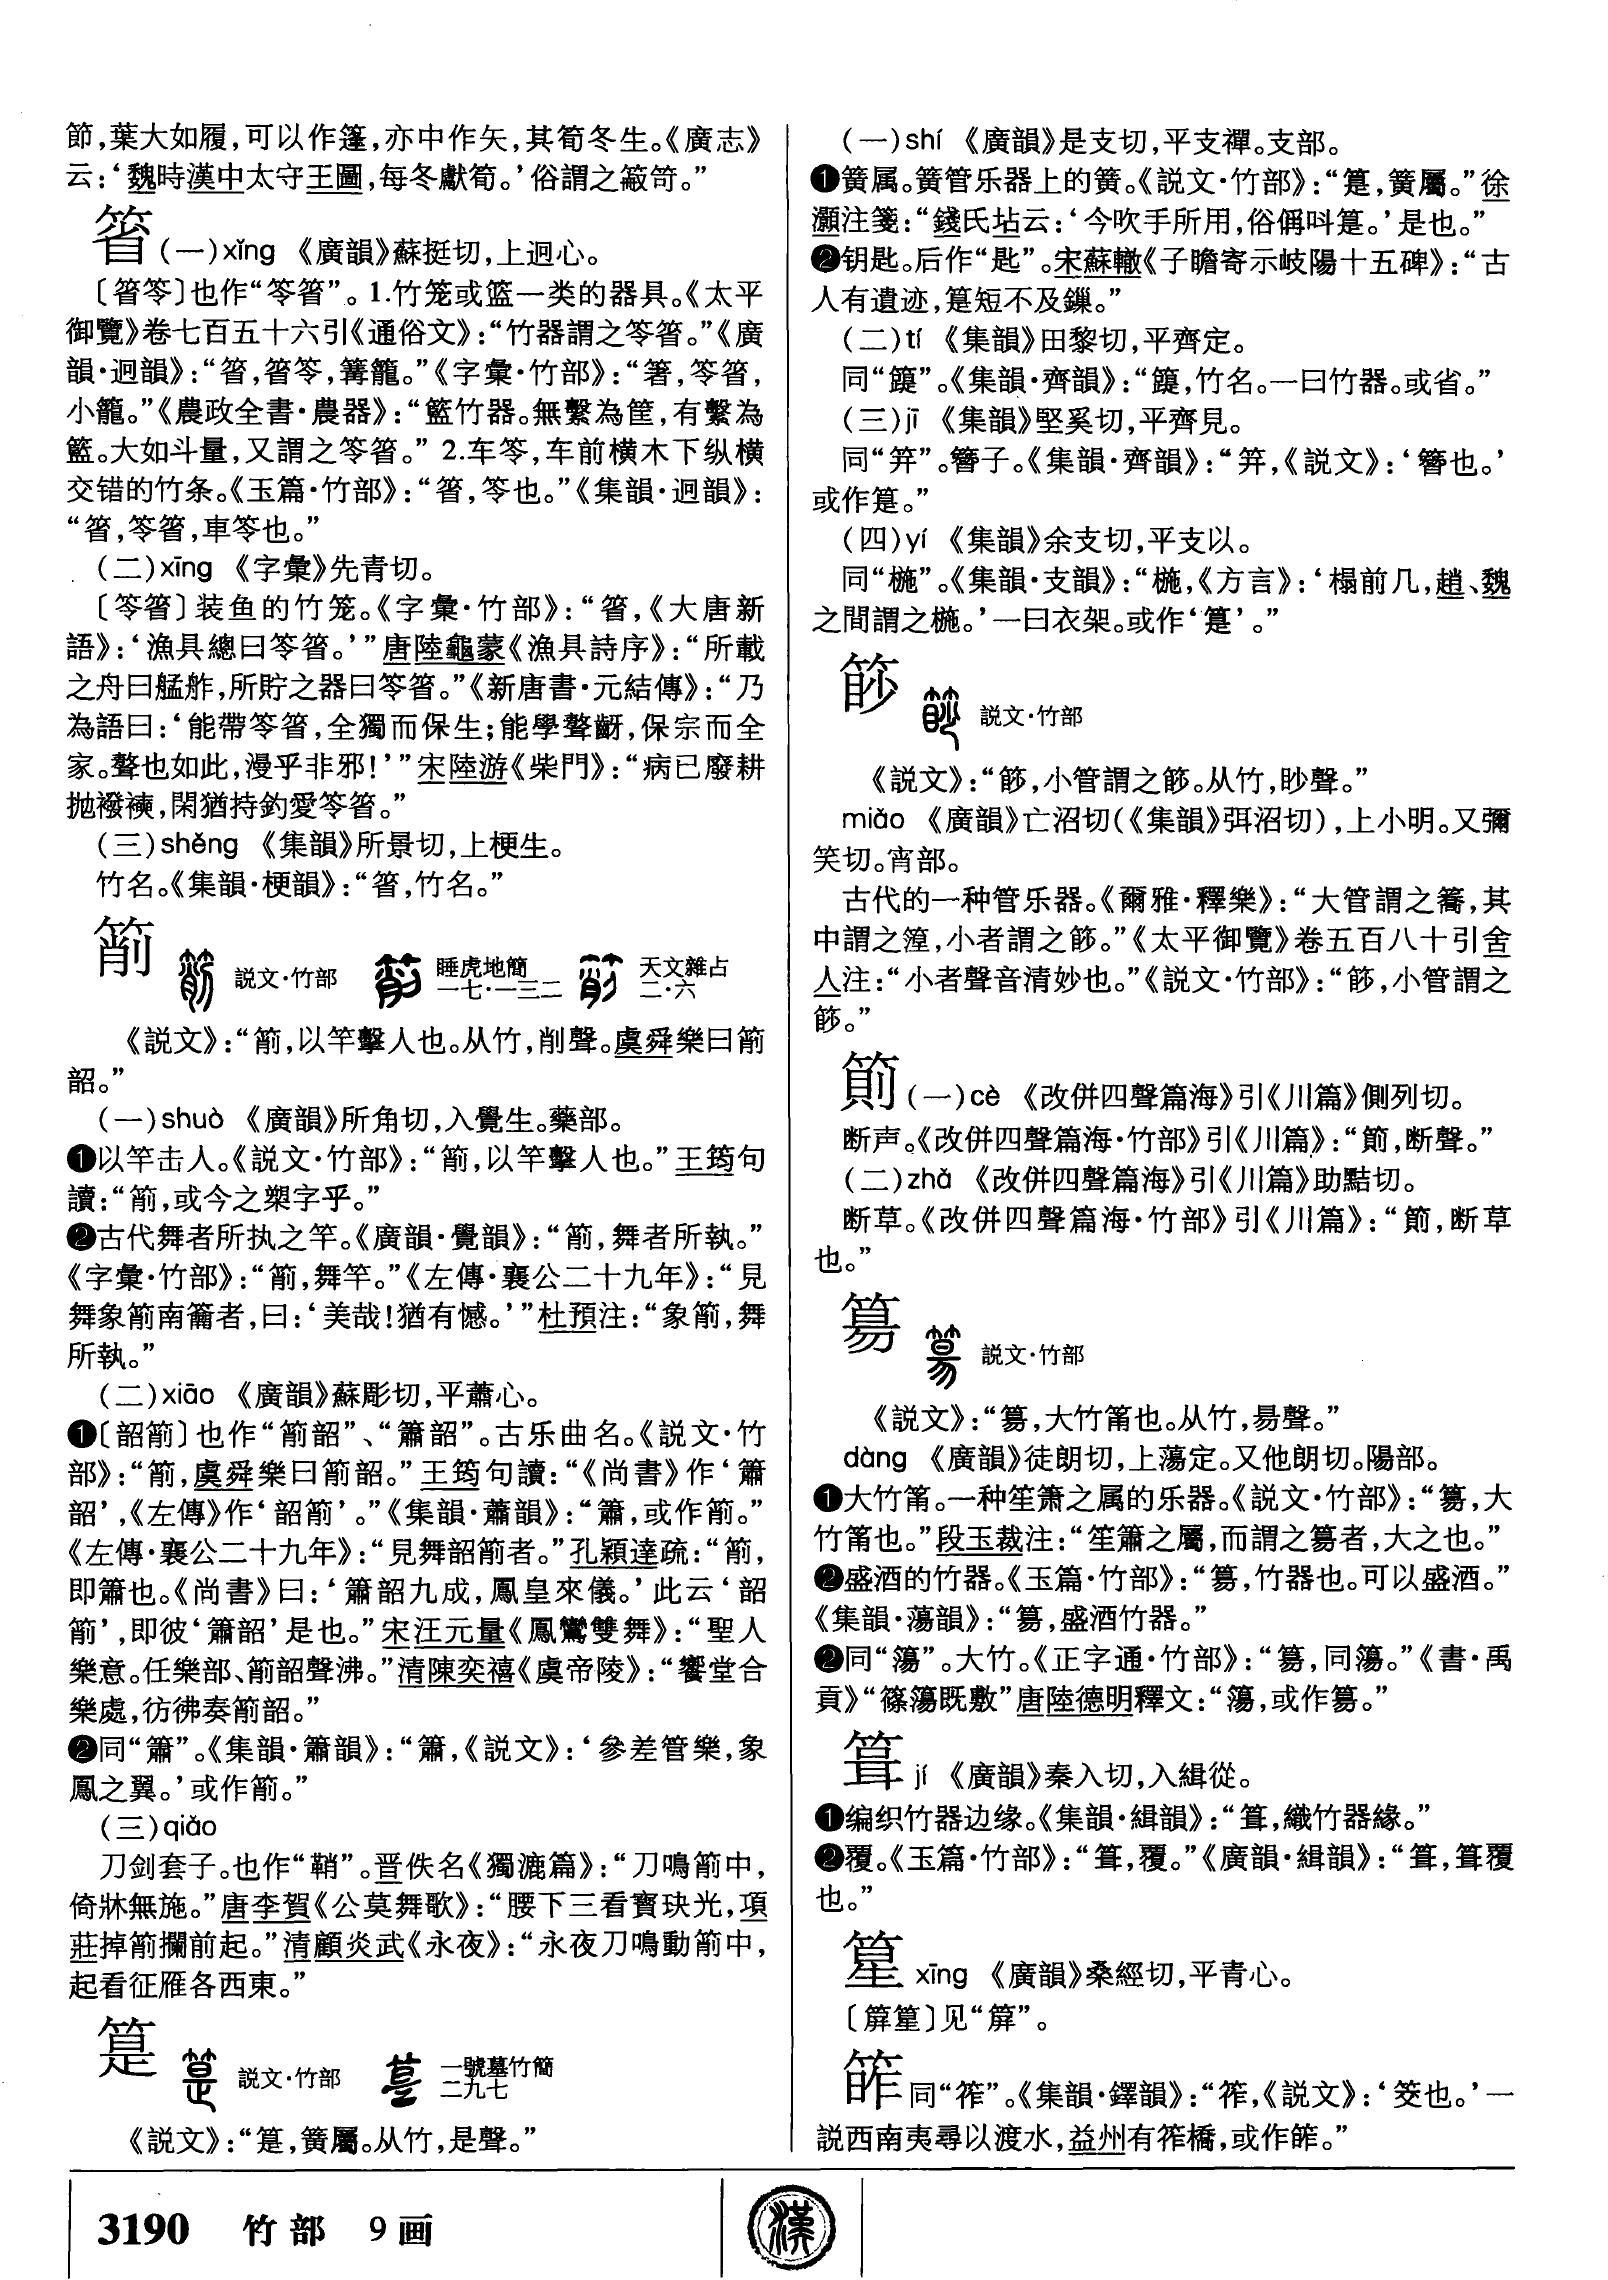 節，葉大如履，可以作篷，亦中作矢，其筍冬生。《廣志》
云：‘魏時漢中太守王圖，每冬獻筍。’俗謂之簸笴。”
箵（一）xǐng 《廣韻》蘇挺切，上迥心。
〔箵笭〕也作“笭箵”。1.竹笼或篮一类的器具。《太平
御覽》卷七百五十六引《通俗文》：“竹器謂之笭箵。”《廣
韻·迥韻》：“箵，箵笭，篝籠。”《字彙·竹部》：“箵，笭箵，
小籠。”《農政全書·農器》：“籃竹器。無繫為筐，有繫為
籃。大如斗量，又謂之笭箵。” 2.车笭，车前横木下纵横
交错的竹条。《玉篇·竹部》：“箵，笭也。”《集韻·迥韻》：
“箵，笭箵，車笭也。”
（二）xīng 《字彙》先青切。
〔笭箵〕装鱼的竹笼。《字彙·竹部》：“箵，《大唐新
語》：‘漁具總曰笭箵。’”唐陸龜蒙《漁具詩序》：“所載
之舟曰艋舴，所貯之器曰笭箵。”《新唐書·元結傳》：“乃
為語曰：‘能帶笭箵，全獨而保生；能學聱齖，保宗而全
家。聱也如此，漫乎非邪！’”宋陸游《柴門》：“病已廢耕
抛襏襫，閑猶持釣愛笭箵。”
（三）shěng 《集韻》所景切，上梗生。
竹名。《集韻·梗韻》：“箵，竹名。”
箾 説文·竹部 睡虎地簡一七·一三二 天文雜占二·六
《説文》：“箾，以竿擊人也。从竹，削聲。虞舜樂曰箾
韶。”
（一）shuò 《廣韻》所角切，入覺生。藥部。
❶以竿击人。《説文·竹部》：“箾，以竿擊人也。”王筠句
讀：“箾，或今之槊字乎。”
❷古代舞者所执之竿。《廣韻·覺韻》：“箾，舞者所執。”
《字彙·竹部》：“箾，舞竿。”《左傳·襄公二十九年》：“見
舞象箾南籥者，曰：‘美哉！猶有憾。’”杜預注：“象箾，舞
所執。”
（二）xiāo 《廣韻》蘇彫切，平蕭心。
❶〔韶箾〕也作“箾韶”、“簫韶”。古乐曲名。《説文·竹
部》：“箾，虞舜樂曰箾韶。”王筠句讀：“《尚書》作‘簫
韶’，《左傳》作‘韶箾’。”《集韻·蕭韻》：“簫，或作箾。”
《左傳·襄公二十九年》：“見舞韶箾者。”孔穎達疏：“箾，
即簫也。《尚書》曰：‘簫韶九成，鳳皇來儀。’此云‘韶
箾’，即彼‘簫韶’是也。”宋汪元量《鳳鸞雙舞》：“聖人
樂意。任樂部、箾韶聲沸。”清陳奕禧《虞帝陵》：“饗堂合
樂處，彷彿奏箾韶。”
❷同“簫”。《集韻·簫韻》：“簫，《説文》：‘參差管樂，象
鳳之翼。’或作箾。”
（三）qiǎo
刀剑套子。也作“鞘”。晋佚名《獨漉篇》：“刀鳴箾中，
倚牀無施。”唐李賀《公莫舞歌》：“腰下三看寳玦光，項
莊掉箾攔前起。”清顧炎武《永夜》：“永夜刀鳴動箾中，
起看征雁各西東。”
箟 説文·竹部 一號墓竹簡二九七
《説文》：“箟，簧屬。从竹，是聲。”
（一）shí 《廣韻》是支切，平支禪。支部。
❶簧属。簧管乐器上的簧。《説文·竹部》：“箟，簧屬。”徐
灝注箋：“錢氏坫云：‘今吹手所用，俗偁呌箟。’是也。”
❷钥匙。后作“匙”。宋蘇轍《子瞻寄示岐陽十五碑》：“古
人有遺迹，箟短不及鏁。”
（二）tí 《集韻》田黎切，平齊定。
同“䈕”。《集韻·齊韻》：“䈕，竹名。一曰竹器。或省。”
（三）jī 《集韻》堅奚切，平齊見。
同“笄”。簪子。《集韻·齊韻》：“笄，《説文》：‘簪也。’
或作箟。”
（四）yí 《集韻》余支切，平支以。
同“椸”。《集韻·支韻》：“椸，《方言》：‘榻前几，趙、魏
之間謂之椸。’一曰衣架。或作‘箟’。”
篎 説文·竹部
《説文》：“篎，小管謂之篎。从竹，眇聲。”
miǎo 《廣韻》亡沼切（《集韻》弭沼切），上小明。又彌
笑切。宵部。
古代的一种管乐器。《爾雅·釋樂》：“大管謂之簥，其
中謂之篞，小者謂之篎。”《太平御覽》卷五百八十引舍
人注：“小者聲音清妙也。”《説文·竹部》：“篎，小管謂之
篎。”
萴（一）cè 《改併四聲篇海》引《川篇》側列切。
断声。《改併四聲篇海·竹部》引《川篇》：“䈟，断聲。”
（二）zhǎ 《改併四聲篇海》引《川篇》助黠切。
断草。《改併四聲篇海·竹部》引《川篇》：“䈟，断草
也。”
簜 説文·竹部
《説文》：“䈰，大竹筩也。从竹，昜聲。”
dàng 《廣韻》徒朗切，上蕩定。又他朗切。陽部。
❶大竹筩。一种笙箫之属的乐器。《説文·竹部》：“䈰，大
竹筩也。”段玉裁注：“笙簫之屬，而謂之䈰者，大之也。”
❷盛酒的竹器。《玉篇·竹部》：“䈰，竹器也。可以盛酒。”
《集韻·蕩韻》：“䈰，盛酒竹器。”
❷同“簜”。大竹。《正字通·竹部》：“䈰，同簜。”《書·禹
貢》“篠簜既敷”唐陸德明釋文：“簜，或作䈰。”
箿 jí 《廣韻》秦入切，入緝從。
❶编织竹器边缘。《集韻·緝韻》：“箿，織竹器緣。”
❷覆。《玉篇·竹部》：“箿，覆。”《廣韻·緝韻》：“箿，箿覆
也。”
篂 xīng 《廣韻》桑經切，平青心。
〔箳篂〕见“箳”。
筰 同“筰”。《集韻·鐸韻》：“筰，《説文》：‘筊也。’一
説西南夷尋以渡水，益州有筰橋，或作䇥。”
3190 竹部 9画
漢